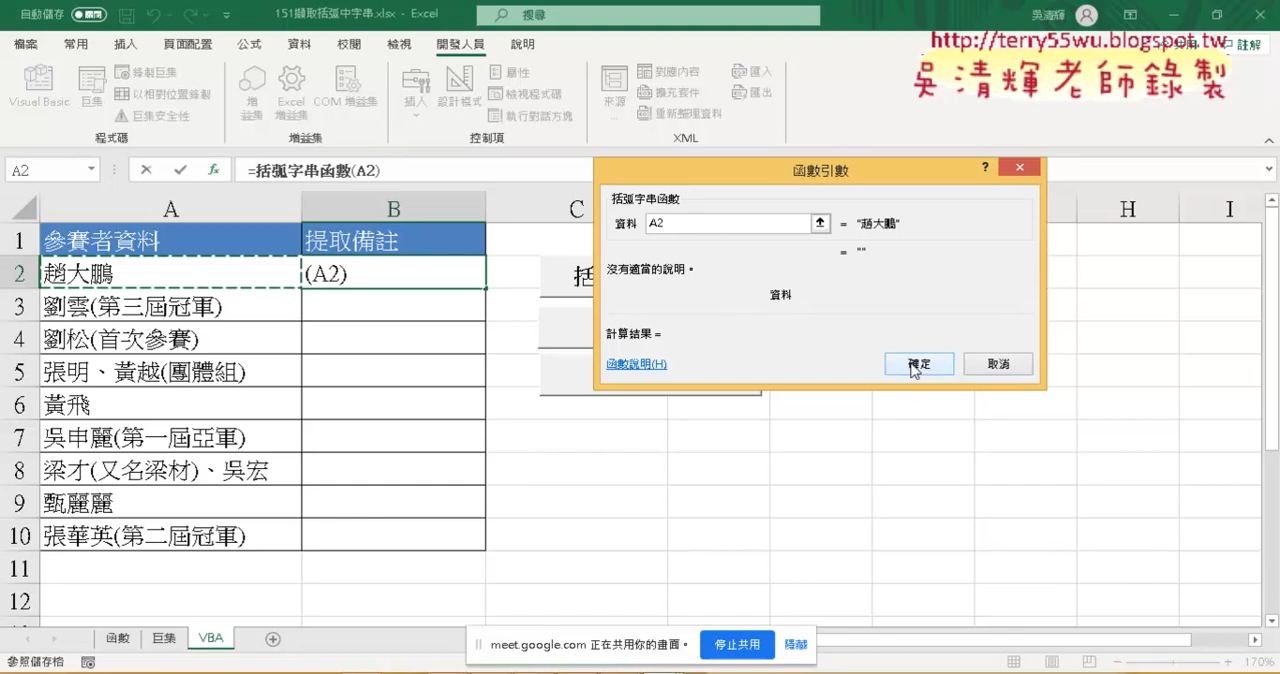 自動儲存
151擷取括弧中字串.xlsx - Excel
搜尋
吳清輝
檔案 常用 插入 頁面配置 公式 資料 校閱 檢視 開發人員 說明
註解
http://terry55wu.blogspot.tw
吳清輝老師錄製
Visual Basic
巨集
錄製巨集
以相對位置錄製
巨集安全性
程式碼
增益集
Excel 增益集
COM 增益集
增益集
插入
設計模式
屬性
檢視程式碼
執行對話方塊
控制項
來源
對應內容
擴充套件
重新整理資料
匯入
匯出
XML
A2
fx
=括弧字串函數(A2)
A B C H I
1 參賽者資料 提取備註
2 趙大鵬 (A2)
3 劉雲(第三屆冠軍)
4 劉松(首次參賽)
5 張明、黃越(團體組)
6 黃飛
7 吳申麗(第一屆亞軍)
8 梁才(又名梁材)、吳宏
9 甄麗麗
10 張華英(第二屆冠軍)
11
12
括
函數引數
?
括弧字串函數
資料 A2 = "趙大鵬"
= ""
沒有適當的說明。
資料
計算結果 =
函數說明(H)
確定
取消
函數 巨集 VBA
meet.google.com 正在共用你的畫面。
停止共用
隱藏
參照儲存格
170%